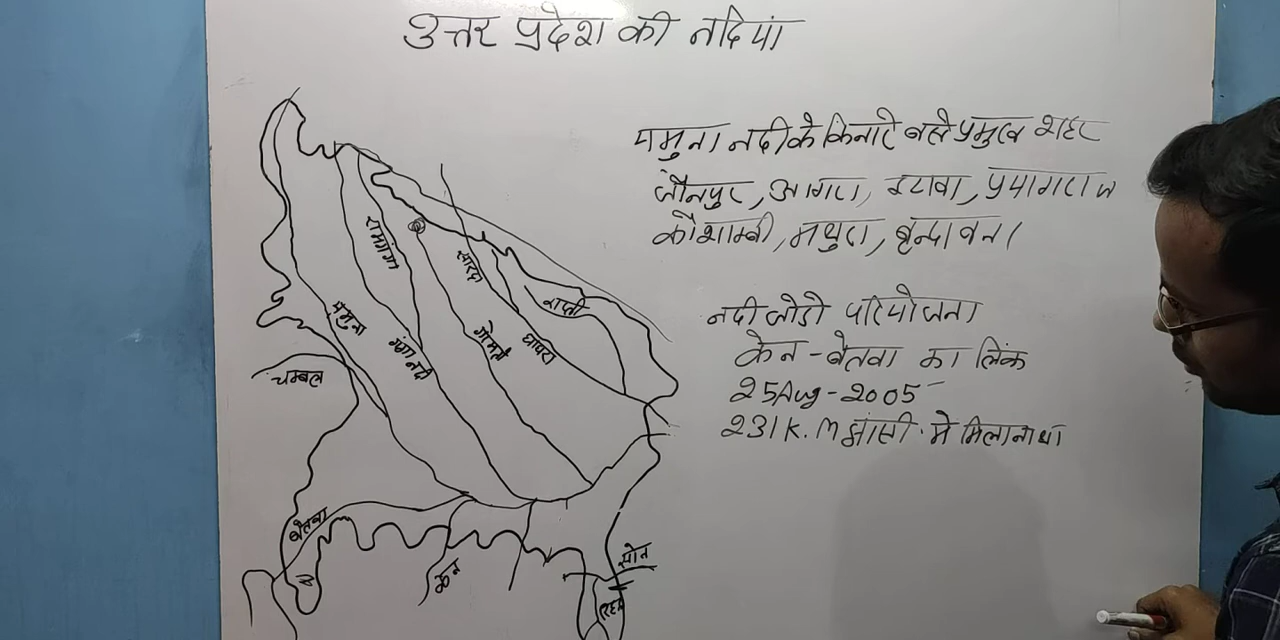 उत्तर प्रदेश की नदियां
यमुना नदी के किनारे बसे प्रमुख शहर
जौनपुर, आगरा, इटावा, प्रयागराज
कौशाम्बी, मथुरा, बृन्दावन।
नदी जोडो परियोजना
केन - बेतवा का लिंक
25 Aug - 2005
231 K.M झांसी में मिलाना था
रामगंगा
सारदा
राप्ती
यमुना
गंगा नदी
गोमती
घाघरा
चम्बल
बेतवा
केन
सोन